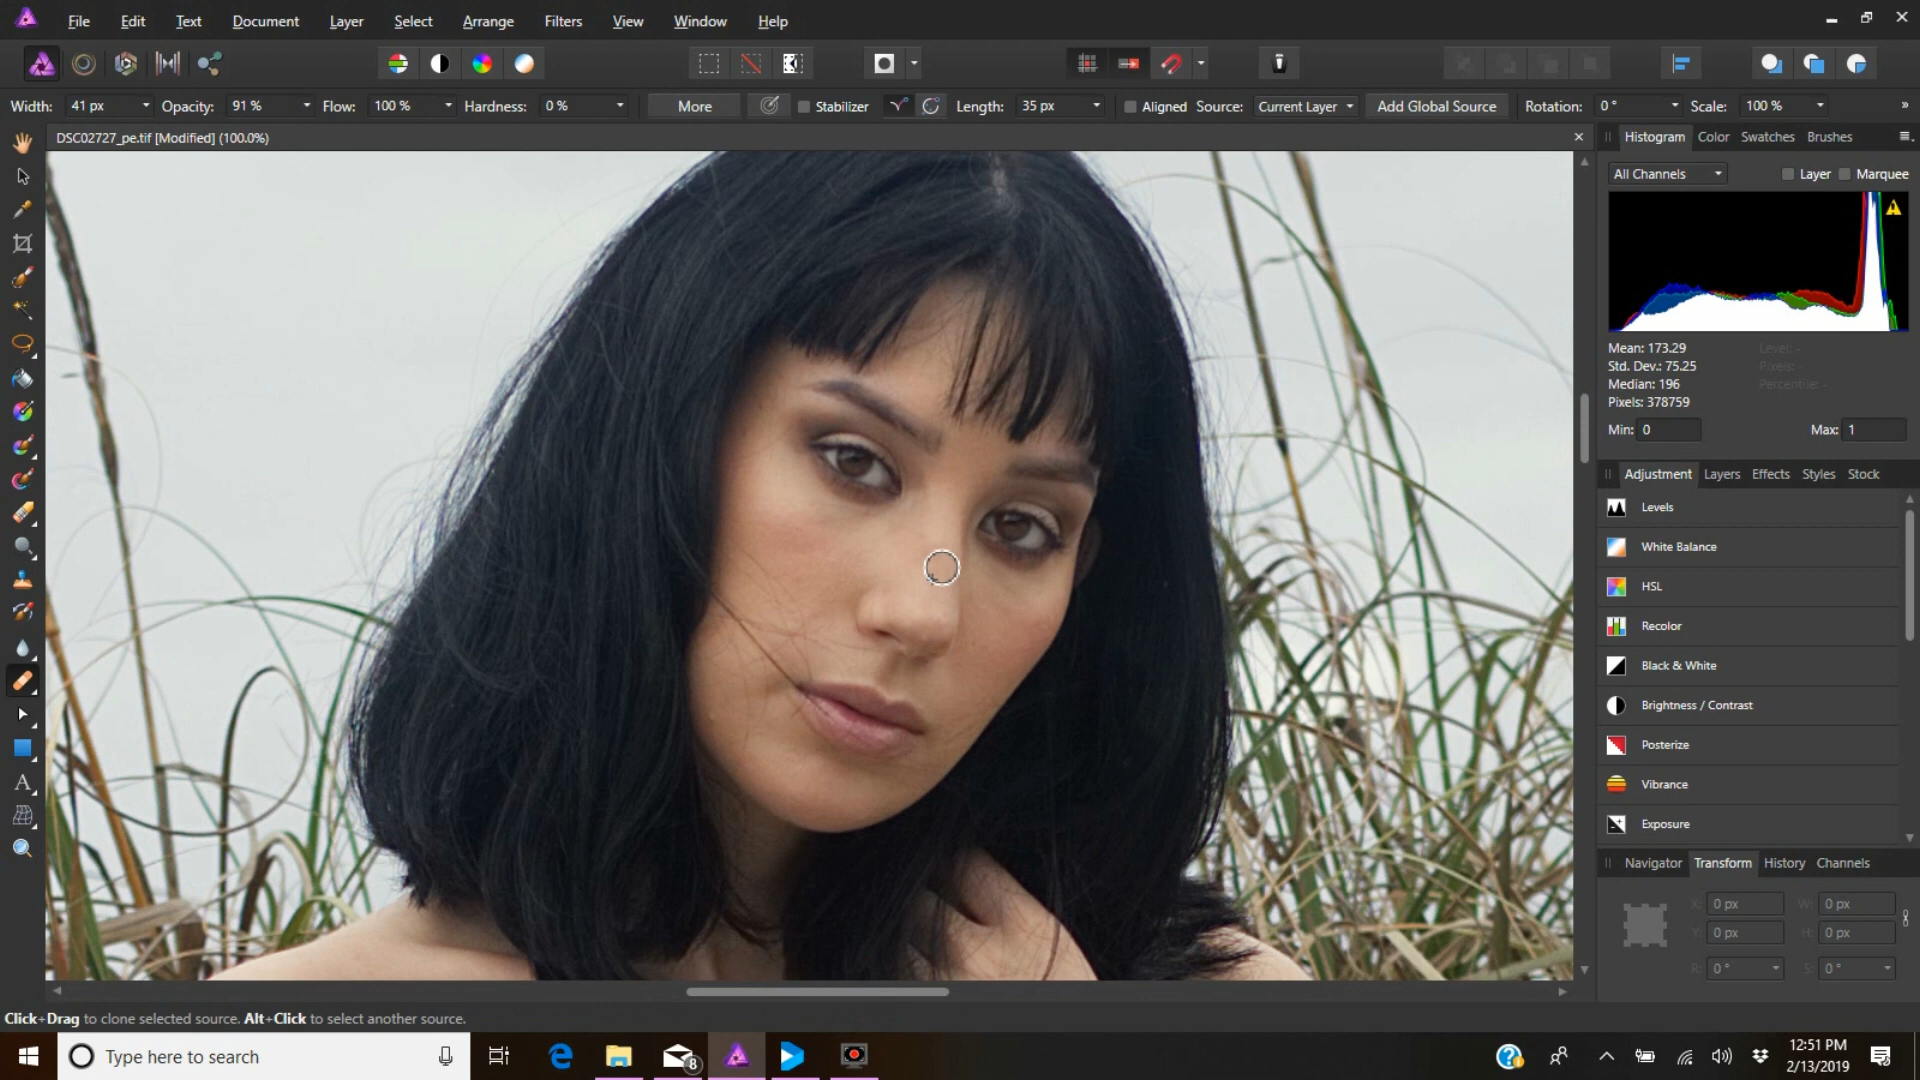 File Edit Text Document Layer Select Arrange Filters View Window Help
Width: 41 px Opacity: 91 % Flow: 100 % Hardness: 0 % More Stabilizer Length: 35 px Aligned Source: Current Layer Add Global Source Rotation: 0 ° Scale: 100 % »
DSC02727_pe.tif [Modified] (100.0%)
Histogram Color Swatches Brushes
All Channels Layer Marquee
Mean: 173.29 Level: -
Std. Dev.: 75.25 Pixels: -
Median: 196 Percentile: -
Pixels: 378759
Min: 0 Max: 1
Adjustment Layers Effects Styles Stock
Levels
White Balance
HSL
Recolor
Black & White
Brightness / Contrast
Posterize
Vibrance
Exposure
Navigator Transform History Channels
X: 0 px W: 0 px
Y: 0 px H: 0 px
R: 0 ° S: 0 °
Click+Drag to clone selected source. Alt+Click to select another source.
Type here to search
8
12:51 PM
2/13/2019